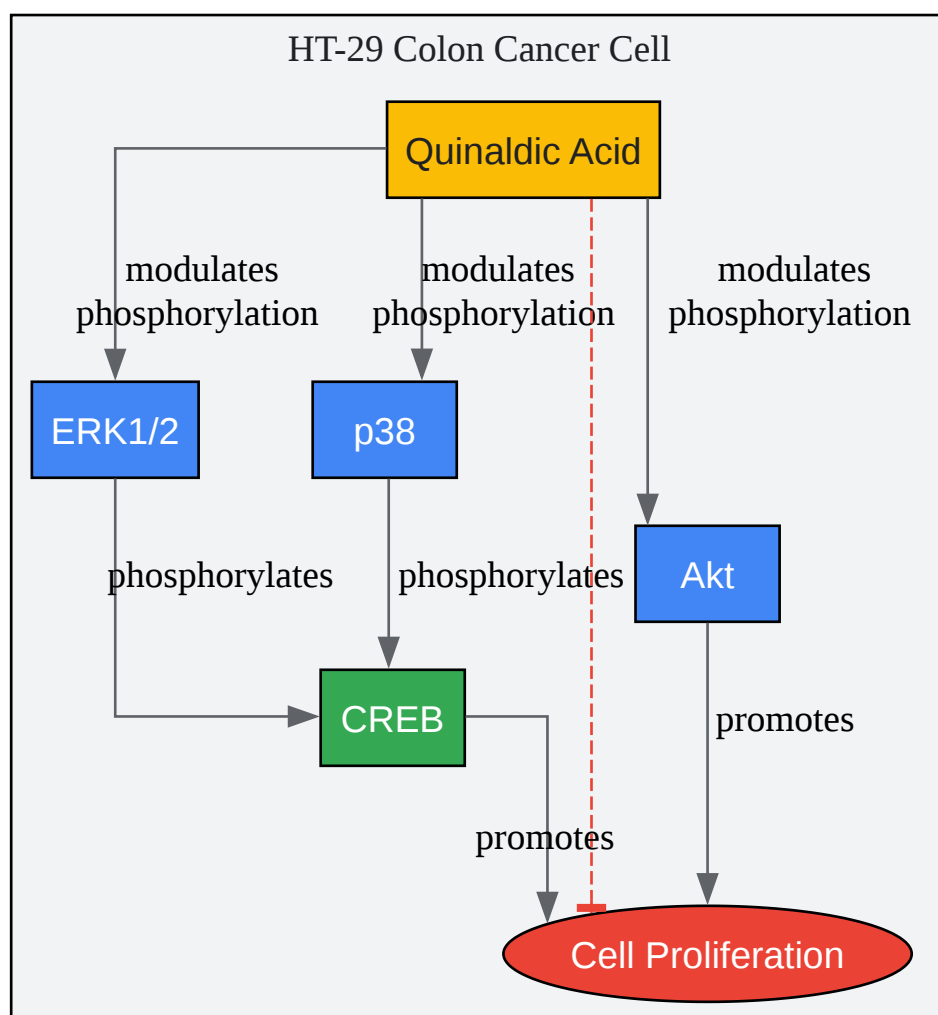 HT-29 Colon Cancer Cell
Quinaldic Acid
modulates
phosphorylation
modulates
phosphorylation
modulates
phosphorylation
ERK1/2
p38
phosphorylates
phosphorylates
Akt
CREB
promotes
promotes
Cell Proliferation